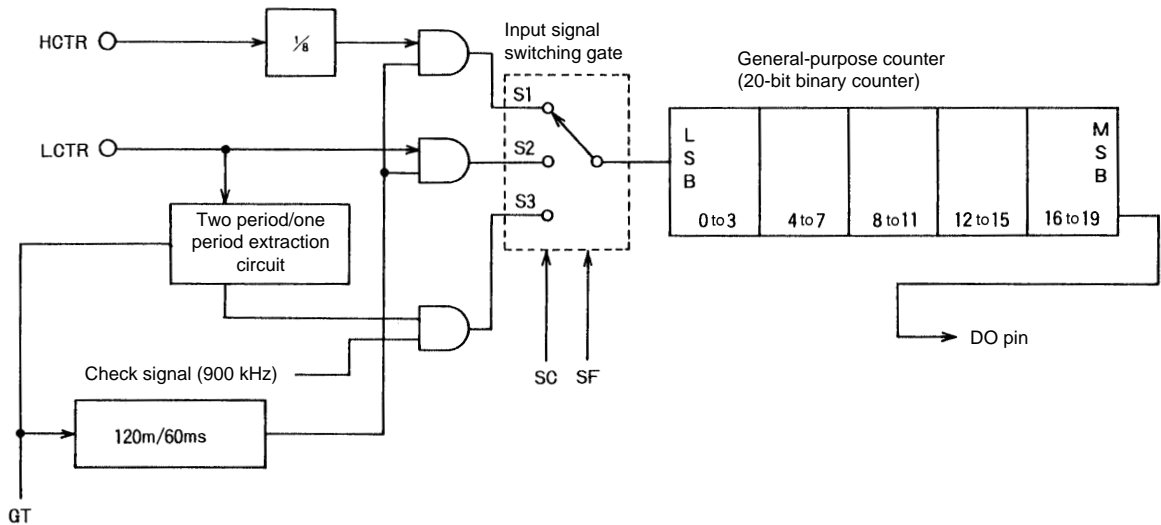 HCTR
1/8
Input signal
switching gate
General-purpose counter
(20-bit binary counter)
S1
L
S
B
M
S
B
LCTR
S2
S3
0 to 3
4 to 7
8 to 11
12 to 15
16 to 19
Two period/one
period extraction
circuit
DO pin
Check signal (900 kHz)
SC
SF
120m/60ms
GT